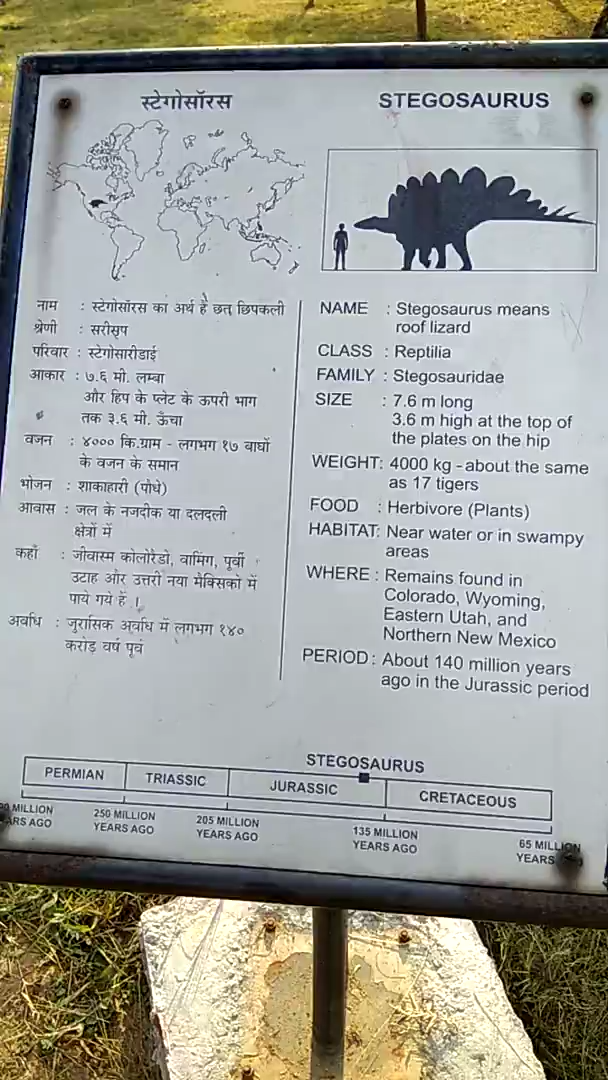 स्टेगोसॉरस
नाम : स्टेगोसॉरस का अर्थ है छत छिपकली
श्रेणी : सरीसृप
परिवार : स्टेगोसारीडाई
आकार : ७.६ मी. लम्बा
और हिप के प्लेट के ऊपरी भाग
तक ३.६ मी. ऊँचा
वजन : ४००० कि.ग्राम - लगभग १७ बाघों
के वजन के समान
भोजन : शाकाहारी (पोधे)
आवास : जल के नजदीक या दलदली
क्षेत्रों में
कहाँ : जीवास्म कोलोरैडो, वामिंग, पूर्वी
उटाह और उत्तरी नया मेक्सिको में
पाये गये हैं ।
अवधि : जुरासिक अवधि में लगभग १४०
करोड़ वर्ष पूर्व
STEGOSAURUS
NAME : Stegosaurus means
roof lizard
CLASS : Reptilia
FAMILY : Stegosauridae
SIZE : 7.6 m long
3.6 m high at the top of
the plates on the hip
WEIGHT: 4000 kg - about the same
as 17 tigers
FOOD : Herbivore (Plants)
HABITAT: Near water or in swampy
areas
WHERE : Remains found in
Colorado, Wyoming,
Eastern Utah, and
Northern New Mexico
PERIOD : About 140 million years
ago in the Jurassic period
STEGOSAURUS
PERMIAN TRIASSIC JURASSIC CRETACEOUS
MILLION 250 MILLION 205 MILLION 135 MILLION 65 MILLION
AGO YEARS AGO YEARS AGO YEARS AGO YEARS